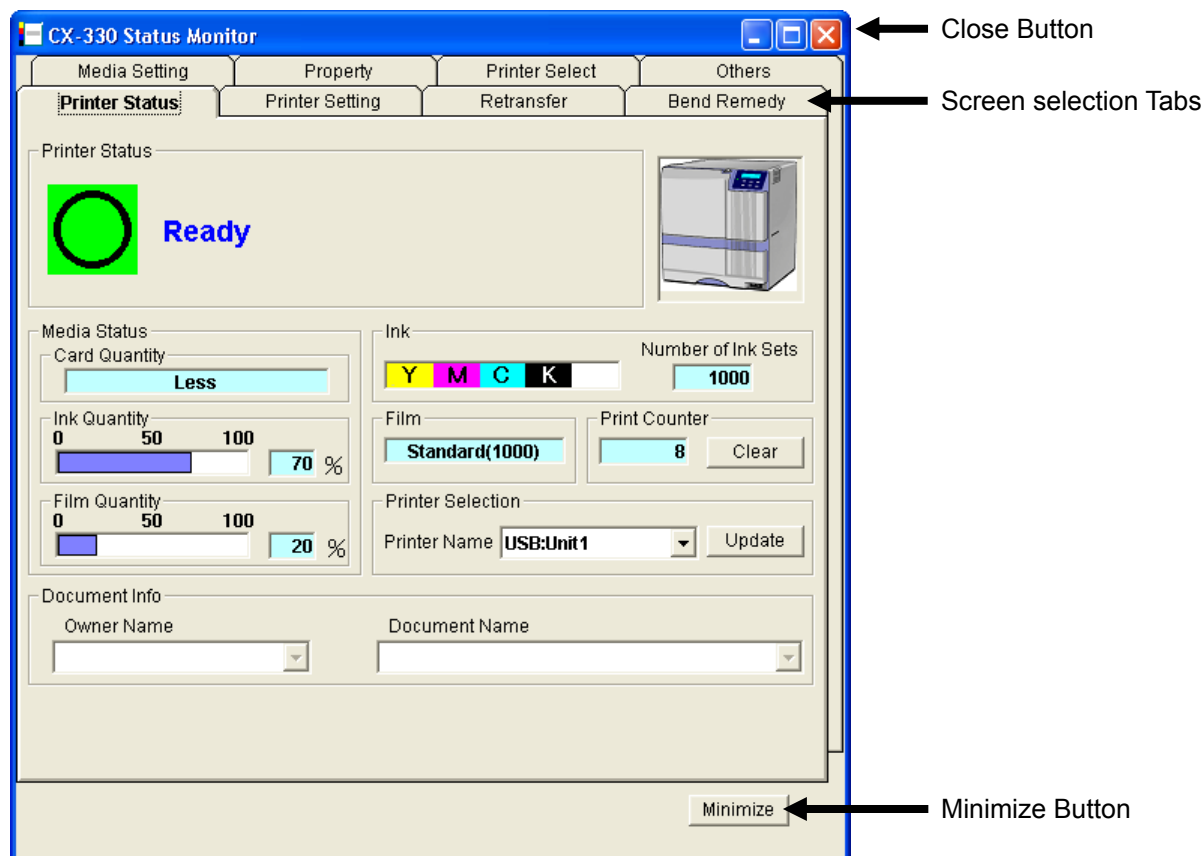 CX-330 Status Monitor
Close Button
Media Setting Property Printer Select Others
Printer Status Printer Setting Retransfer Bend Remedy
Screen selection Tabs
Printer Status
Ready
Media Status
Card Quantity
Less
Ink
Y M C K
Number of Ink Sets
1000
Ink Quantity
0 50 100
70 %
Film
Standard(1000)
Print Counter
8 Clear
Film Quantity
0 50 100
20 %
Printer Selection
Printer Name USB:Unit1 Update
Document Info
Owner Name Document Name
Minimize
Minimize Button